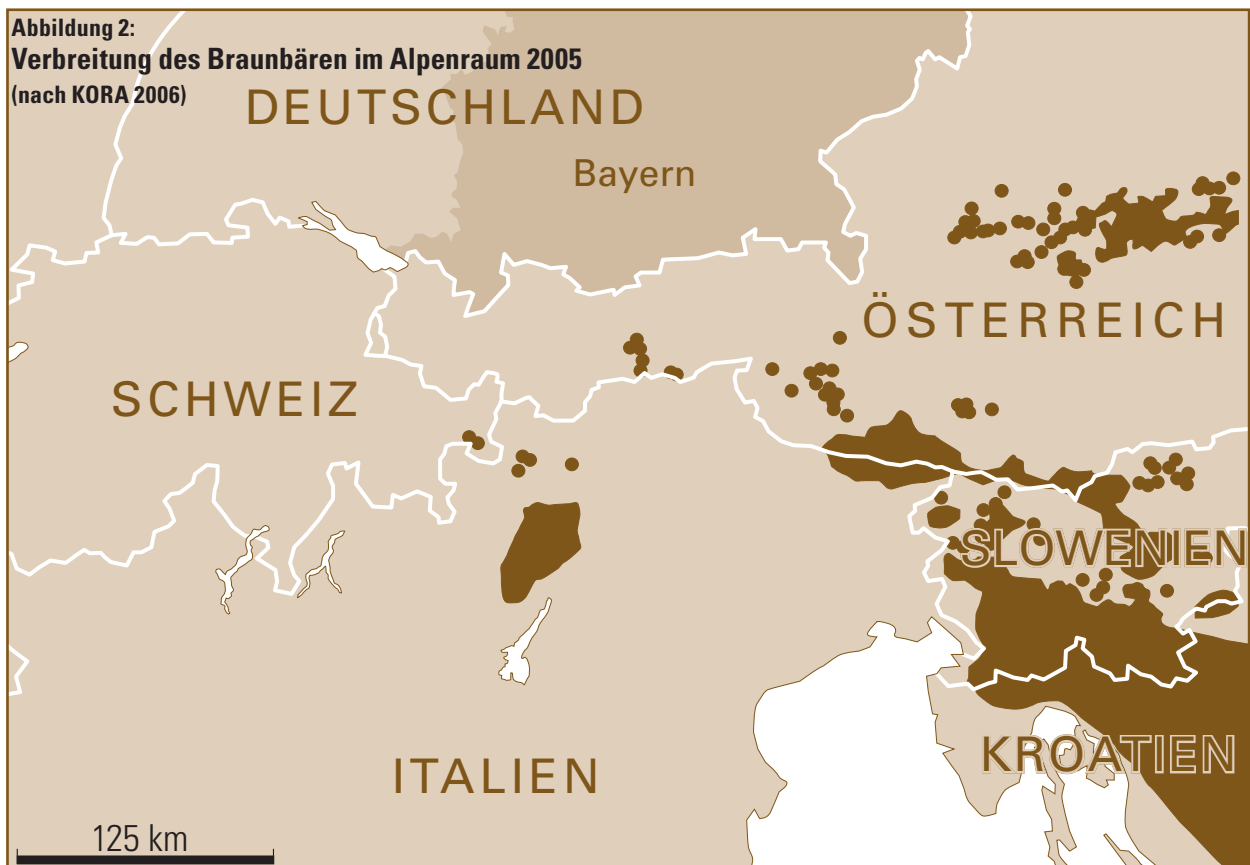 Abbildung 2:
Verbreitung des Braunbären im Alpenraum 2005
(nach KORA 2006)
DEUTSCHLAND
Bayern
ÖSTERREICH
SCHWEIZ
SLOWENIEN
KROATIEN
ITALIEN
125 km